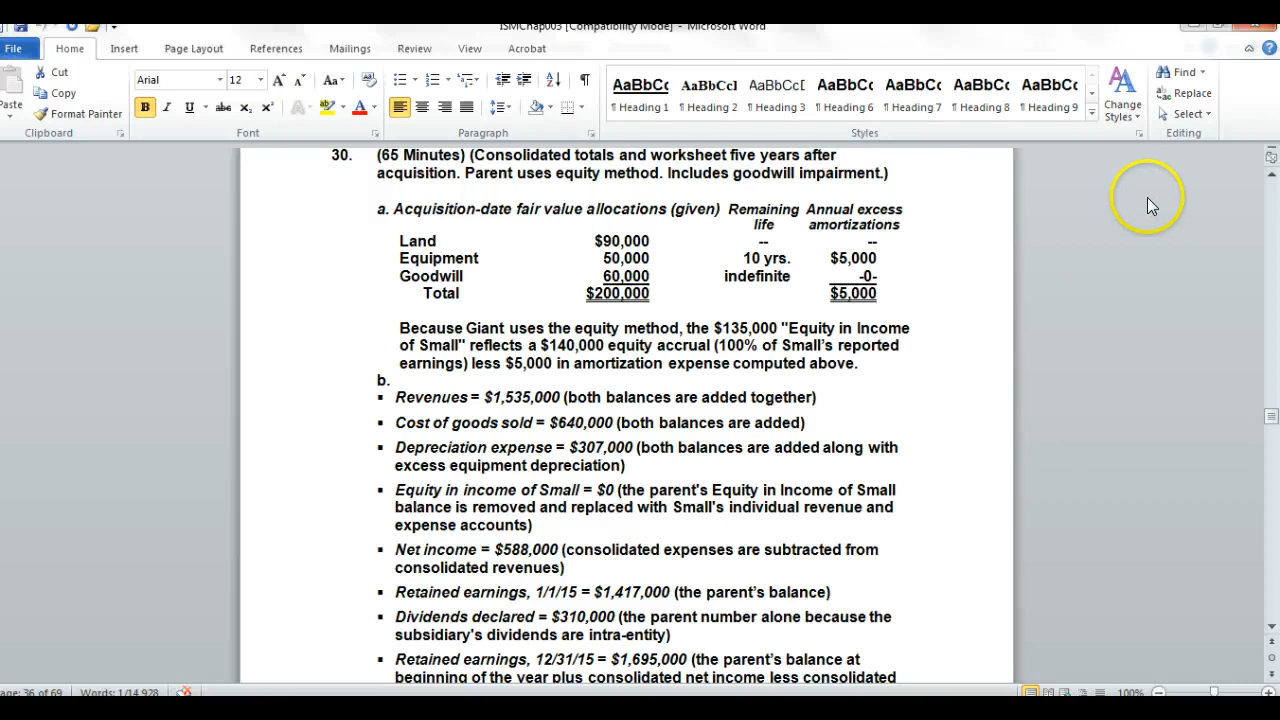 ISMChap003 [Compatibility Mode] - Microsoft Word
File Home Insert Page Layout References Mailings Review View Acrobat
Paste Cut Copy Format Painter
Clipboard
Arial 12
B I U abc x₂ x² A A
Font
Paragraph
AaBbCc AaBbCcI AaBbCcD AaBbCc AaBbCc AaBbCc AaBbCc
¶ Heading 1 ¶ Heading 2 ¶ Heading 3 ¶ Heading 6 ¶ Heading 7 ¶ Heading 8 ¶ Heading 9
Styles
Change Styles
Find
Replace
Select
Editing
30. (65 Minutes) (Consolidated totals and worksheet five years after
acquisition. Parent uses equity method. Includes goodwill impairment.)
a. Acquisition-date fair value allocations (given) Remaining Annual excess
life amortizations
Land $90,000 -- --
Equipment 50,000 10 yrs. $5,000
Goodwill 60,000 indefinite -0-
Total $200,000 $5,000
Because Giant uses the equity method, the $135,000 "Equity in Income
of Small" reflects a $140,000 equity accrual (100% of Small's reported
earnings) less $5,000 in amortization expense computed above.
b.
▪ Revenues = $1,535,000 (both balances are added together)
▪ Cost of goods sold = $640,000 (both balances are added)
▪ Depreciation expense = $307,000 (both balances are added along with
excess equipment depreciation)
▪ Equity in income of Small = $0 (the parent's Equity in Income of Small
balance is removed and replaced with Small's individual revenue and
expense accounts)
▪ Net income = $588,000 (consolidated expenses are subtracted from
consolidated revenues)
▪ Retained earnings, 1/1/15 = $1,417,000 (the parent's balance)
▪ Dividends declared = $310,000 (the parent number alone because the
subsidiary's dividends are intra-entity)
▪ Retained earnings, 12/31/15 = $1,695,000 (the parent's balance at
beginning of the year plus consolidated net income less consolidated
age: 36 of 69 Words: 1/14,928 100%